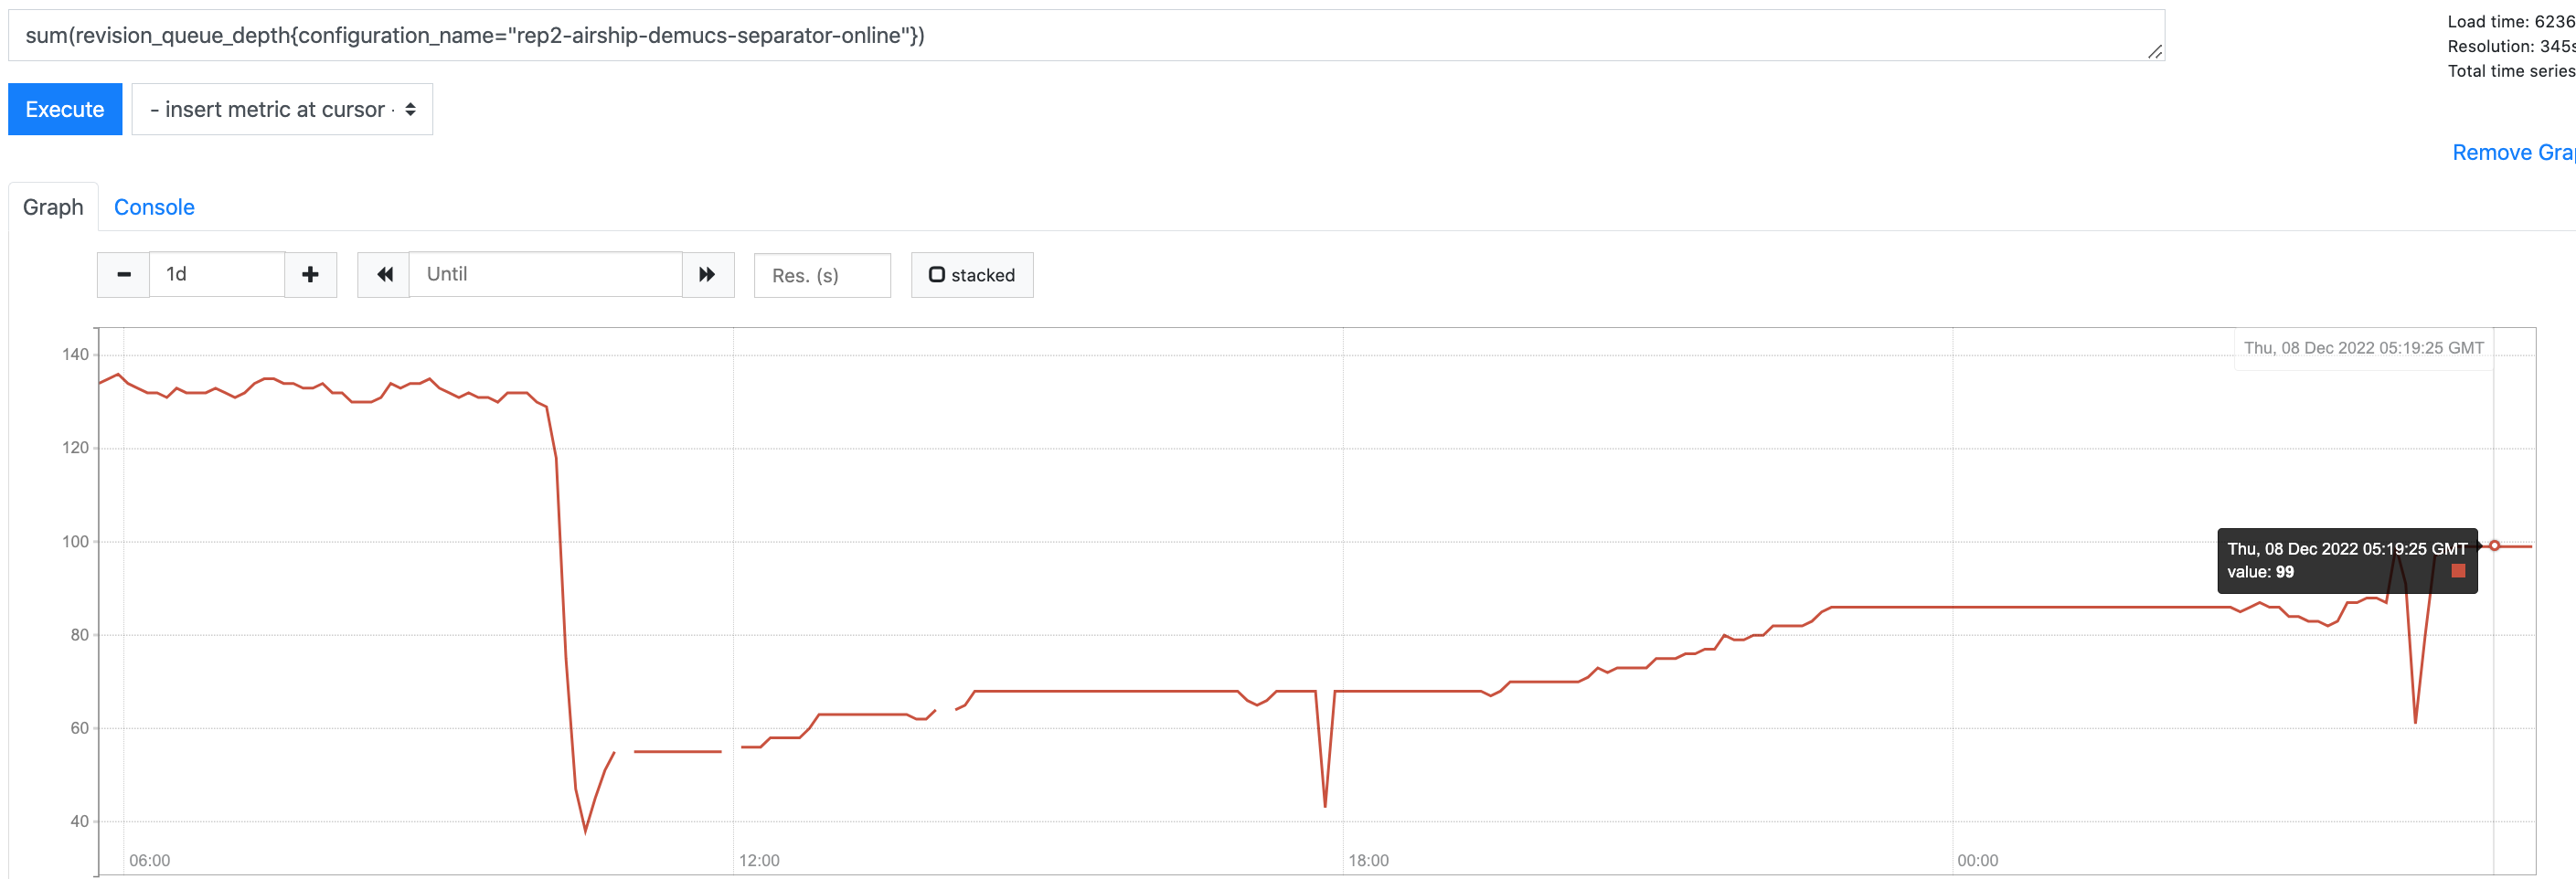 sum(revision_queue_depth{configuration_name="rep2-airship-demucs-separator-online"})
Load time: 6236
Resolution: 345s
Total time series
Execute
- insert metric at cursor -
Remove Gra
Graph
Console
1d
Until
Res. (s)
stacked
140
120
100
80
60
40
Thu, 08 Dec 2022 05:19:25 GMT
Thu, 08 Dec 2022 05:19:25 GMT
value: 99
06:00
12:00
18:00
00:00